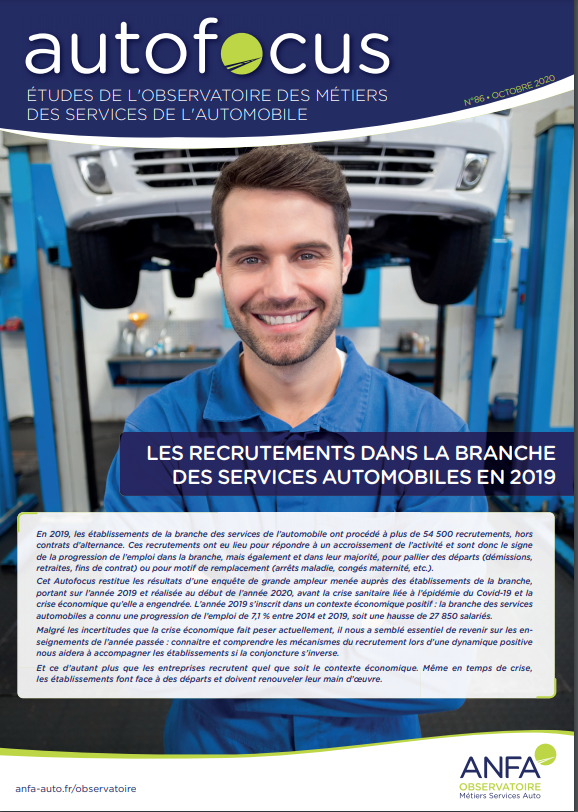 autofocus
ÉTUDES DE L'OBSERVATOIRE DES MÉTIERS
DES SERVICES DE L'AUTOMOBILE
N°86 • OCTOBRE 2020
LES RECRUTEMENTS DANS LA BRANCHE
DES SERVICES AUTOMOBILES EN 2019
En 2019, les établissements de la branche des services de l'automobile ont procédé à plus de 54 500 recrutements, hors
contrats d'alternance. Ces recrutements ont eu lieu pour répondre à un accroissement de l'activité et sont donc le signe
de la progression de l'emploi dans la branche, mais également et dans leur majorité, pour pallier des départs (démissions,
retraites, fins de contrat) ou pour motif de remplacement (arrêts maladie, congés maternité, etc.).
Cet Autofocus restitue les résultats d'une enquête de grande ampleur menée auprès des établissements de la branche,
portant sur l'année 2019 et réalisée au début de l'année 2020, avant la crise sanitaire liée à l'épidémie du Covid-19 et la
crise économique qu'elle a engendrée. L'année 2019 s'inscrit dans un contexte économique positif : la branche des services
automobiles a connu une progression de l'emploi de 7,1 % entre 2014 et 2019, soit une hausse de 27 850 salariés.
Malgré les incertitudes que la crise économique fait peser actuellement, il nous a semblé essentiel de revenir sur les en-
seignements de l'année passée : connaitre et comprendre les mécanismes du recrutement lors d'une dynamique positive
nous aidera à accompagner les établissements si la conjoncture s'inverse.
Et ce d'autant plus que les entreprises recrutent quel que soit le contexte économique. Même en temps de crise,
les établissements font face à des départs et doivent renouveler leur main d'œuvre.
anfa-auto.fr/observatoire
ANFA
OBSERVATOIRE
Métiers Services Auto